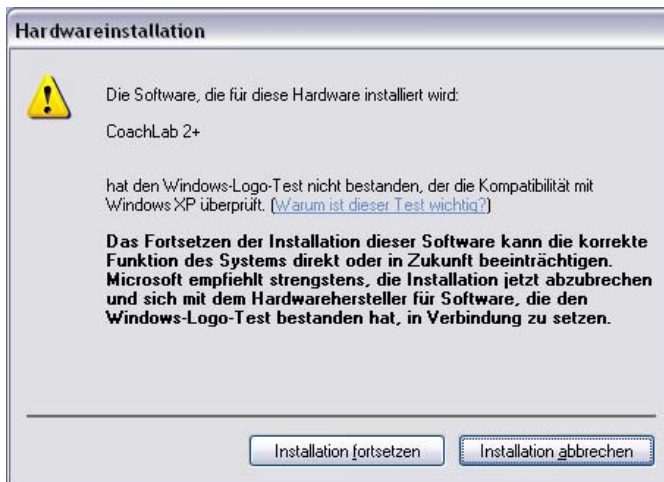 Hardwareinstallation
Die Software, die für diese Hardware installiert wird:
CoachLab 2+
hat den Windows-Logo-Test nicht bestanden, der die Kompatibilität mit
Windows XP überprüft. (Warum ist dieser Test wichtig?)
Das Fortsetzen der Installation dieser Software kann die korrekte
Funktion des Systems direkt oder in Zukunft beeinträchtigen.
Microsoft empfiehlt strengstens, die Installation jetzt abzubrechen
und sich mit dem Hardwarehersteller für Software, die den
Windows-Logo-Test bestanden hat, in Verbindung zu setzen.
Installation fortsetzen Installation abbrechen